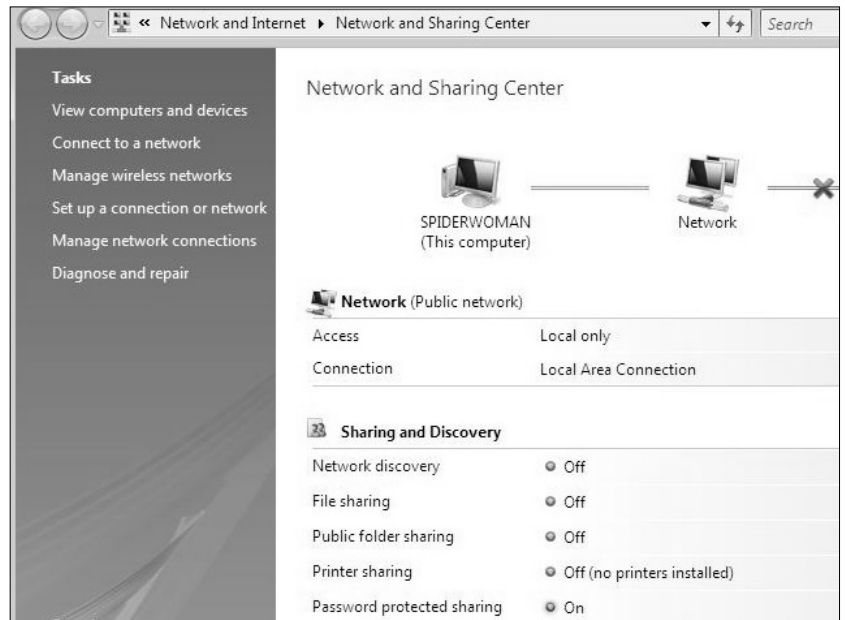 « Network and Internet ▸ Network and Sharing Center
Search
Tasks
View computers and devices
Connect to a network
Manage wireless networks
Set up a connection or network
Manage network connections
Diagnose and repair
Network and Sharing Center
SPIDERWOMAN
(This computer)
Network
Network (Public network)
Access Local only
Connection Local Area Connection
Sharing and Discovery
Network discovery Off
File sharing Off
Public folder sharing Off
Printer sharing Off (no printers installed)
Password protected sharing On